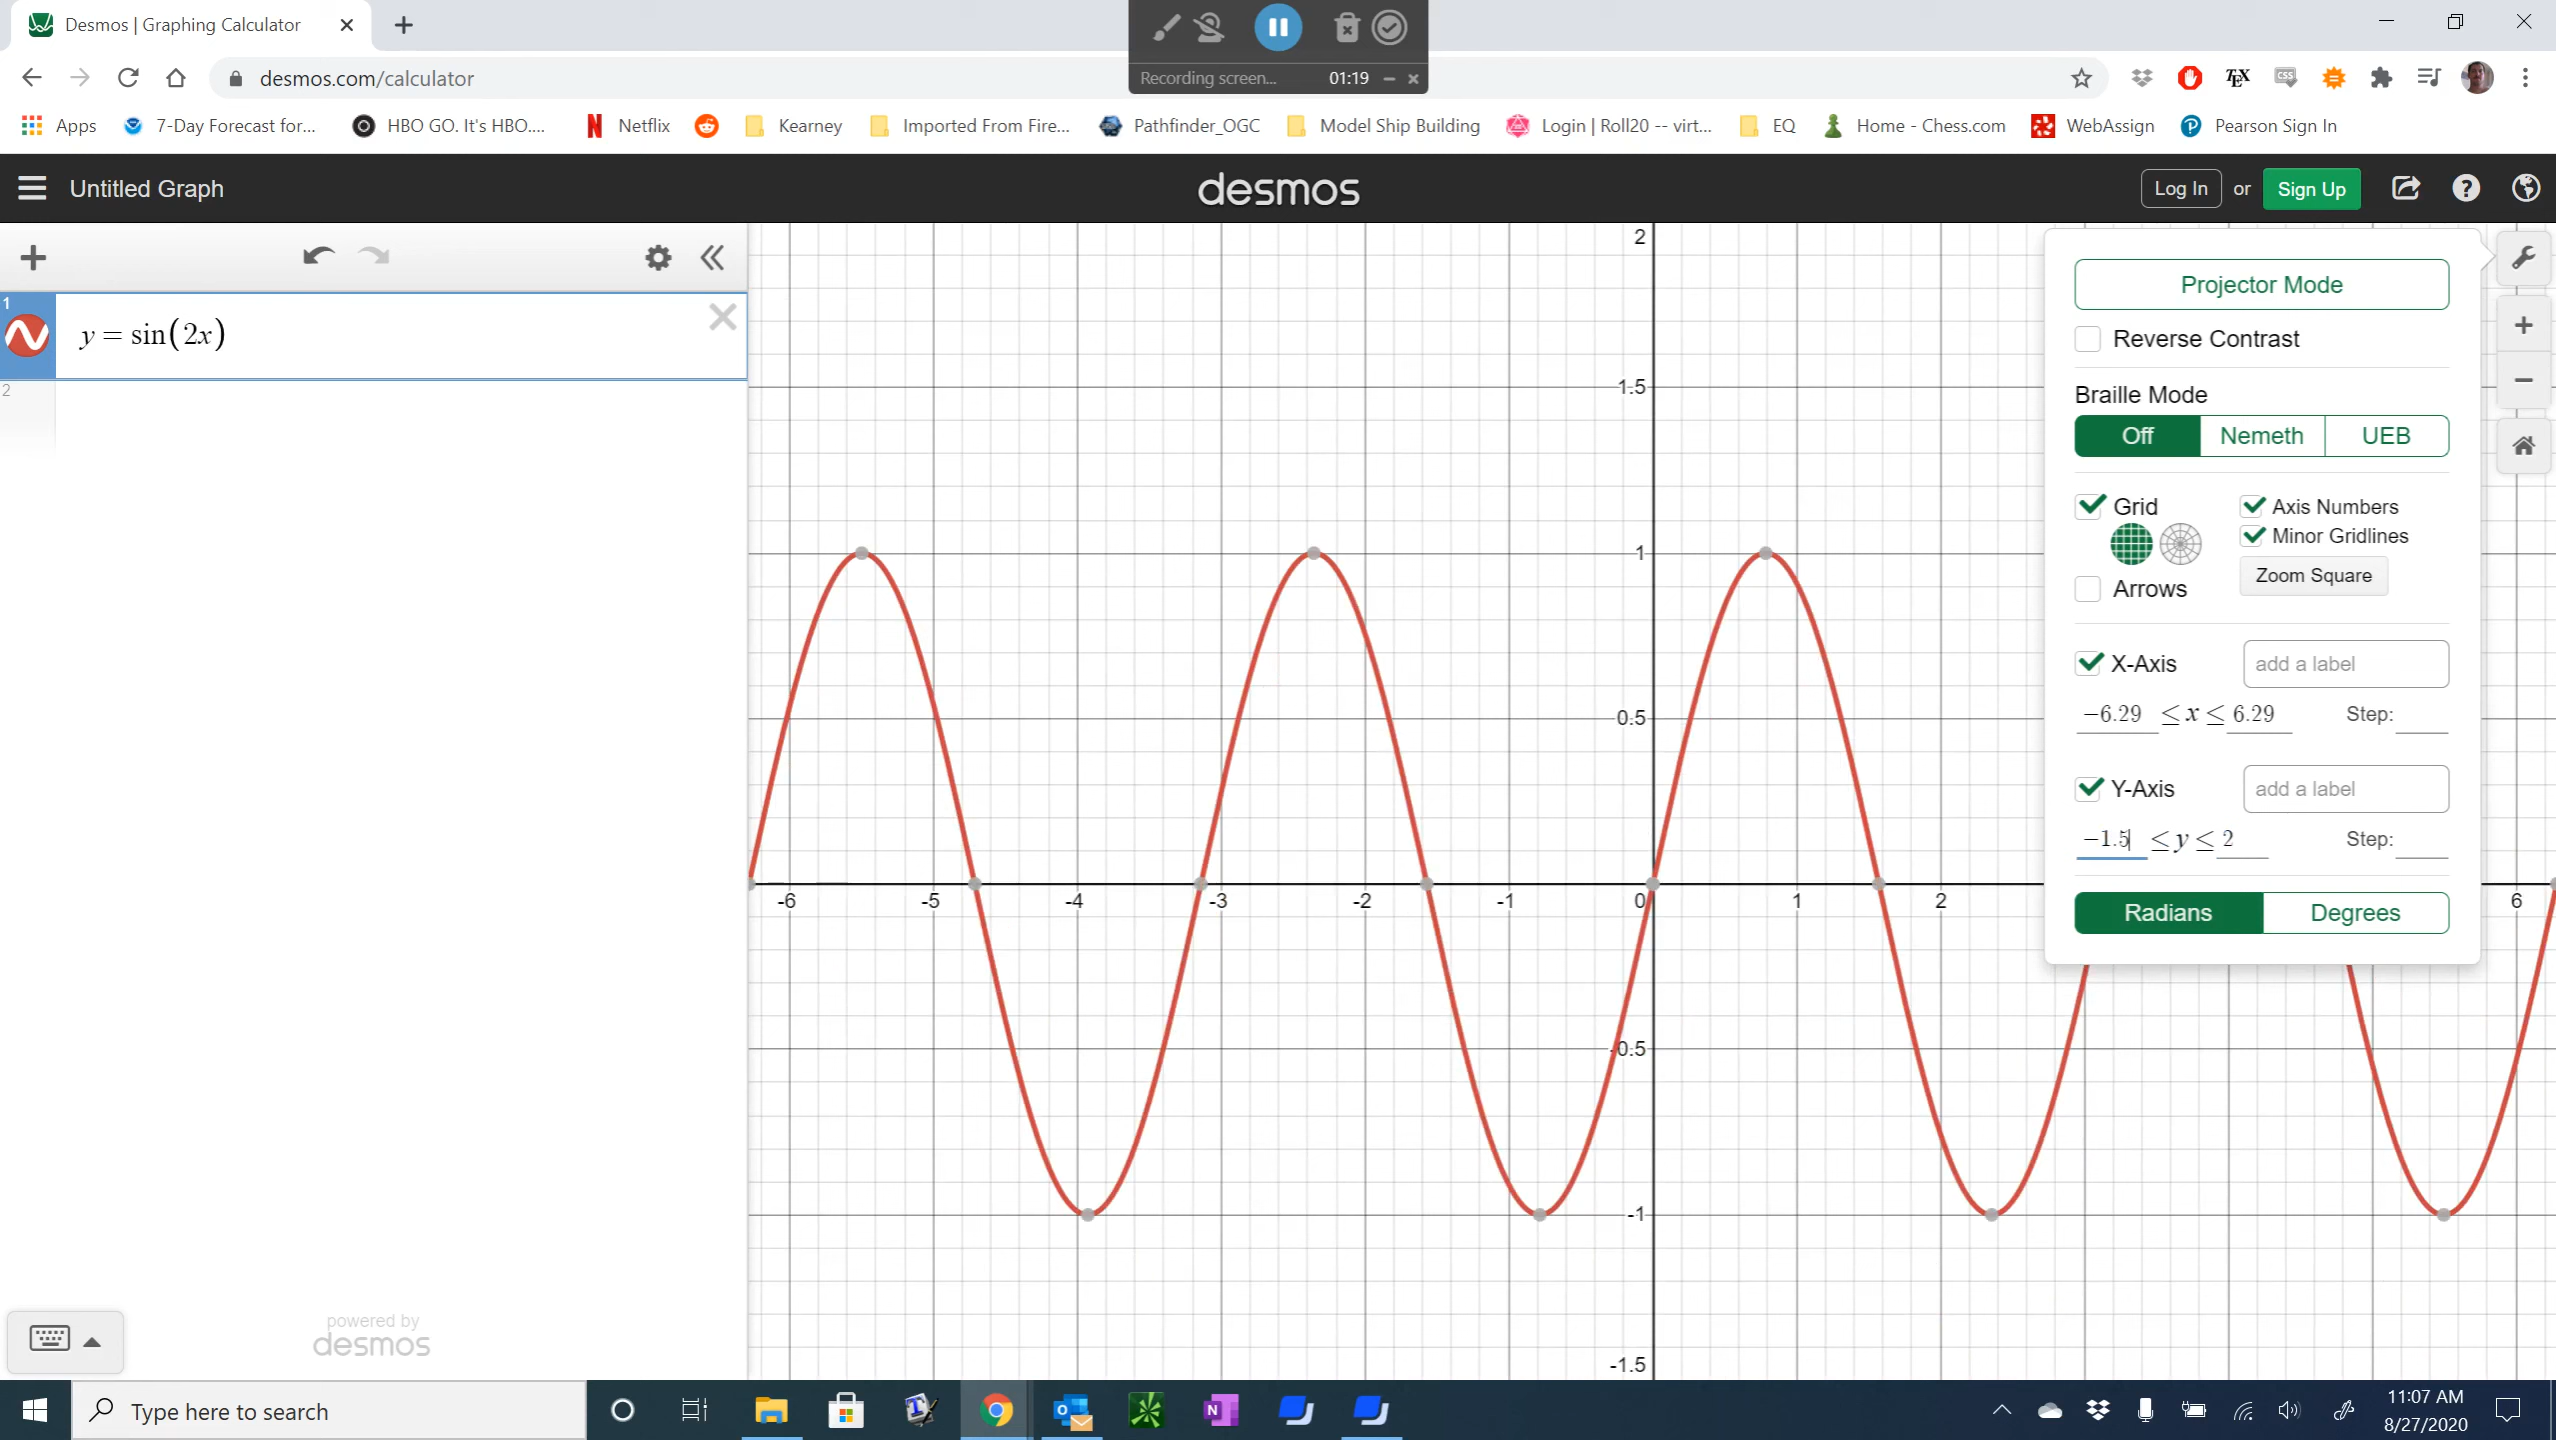 Desmos | Graphing Calculator
Recording screen... 01:19
desmos.com/calculator
TEX
CSS
Apps 7-Day Forecast for... HBO GO. It's HBO.... Netflix Kearney Imported From Fire... Pathfinder_OGC Model Ship Building Login | Roll20 -- virt... EQ Home - Chess.com WebAssign Pearson Sign In
Untitled Graph
desmos
Log In or Sign Up
1
y = sin(2x)
2
powered by
desmos
2
1.5
1
0.5
-0.5
-1
-1.5
-6 -5 -4 -3 -2 -1 0 1 2 6
Projector Mode
Reverse Contrast
Braille Mode
Off Nemeth UEB
Grid Axis Numbers
Minor Gridlines
Zoom Square
Arrows
X-Axis add a label
−6.29 ≤ x ≤ 6.29 Step:
Y-Axis add a label
−1.5 ≤ y ≤ 2 Step:
Radians Degrees
Type here to search
11:07 AM
8/27/2020